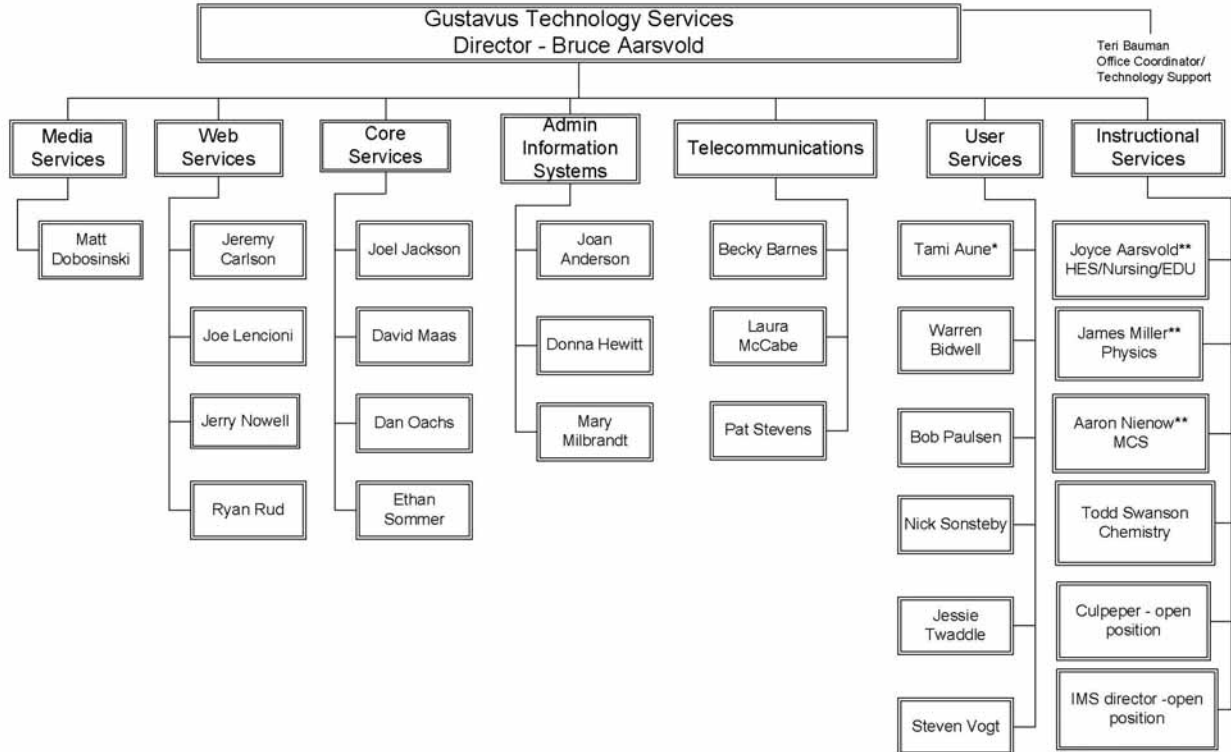 Gustavus Technology Services
Director - Bruce Aarsvold
Teri Bauman
Office Coordinator/
Technology Support
Media
Services
Web
Services
Core
Services
Admin
Information
Systems
Telecommunications
User
Services
Instructional
Services
Matt
Dobosinski
Jeremy
Carlson
Joe Lencioni
Jerry Nowell
Ryan Rud
Joel Jackson
David Maas
Dan Oachs
Ethan
Sommer
Joan
Anderson
Donna Hewitt
Mary
Milbrandt
Becky Barnes
Laura
McCabe
Pat Stevens
Tami Aune*
Warren
Bidwell
Bob Paulsen
Nick Sonsteby
Jessie
Twaddle
Steven Vogt
Joyce Aarsvold**
HES/Nursing/EDU
James Miller**
Physics
Aaron Nienow**
MCS
Todd Swanson
Chemistry
Culpeper - open
position
IMS director -open
position